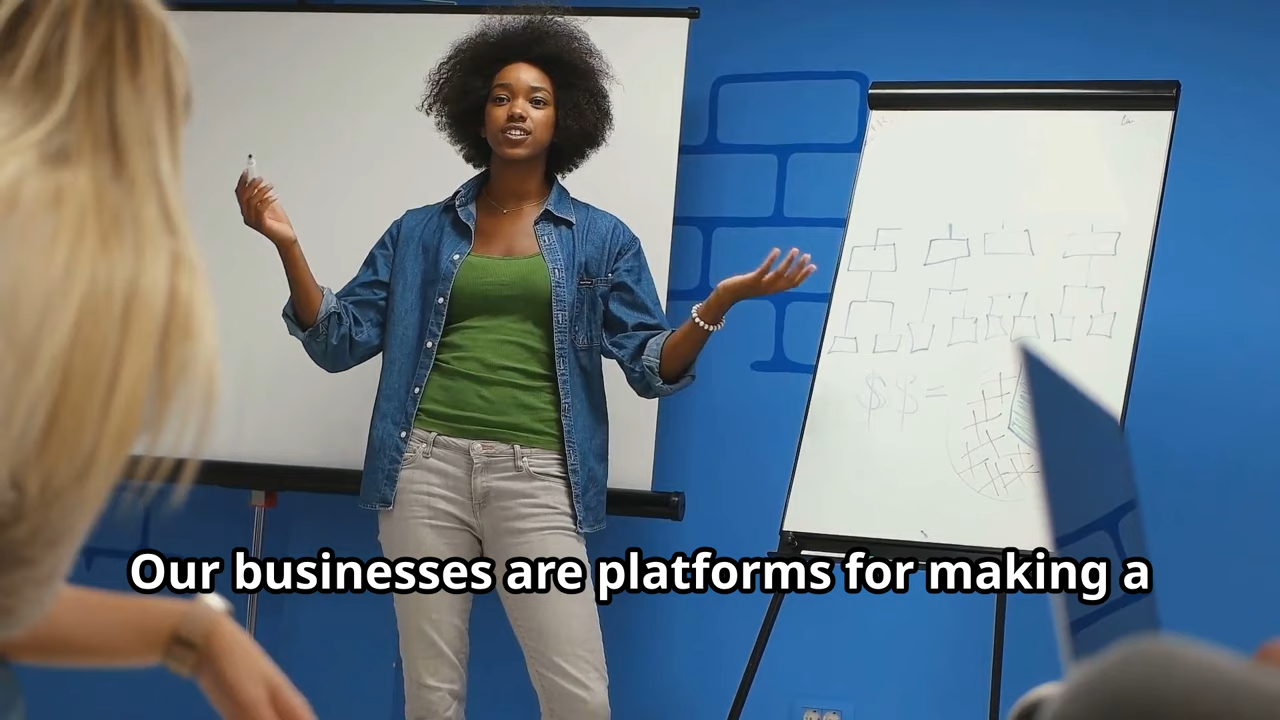 $ $ =
Our businesses are platforms for making a